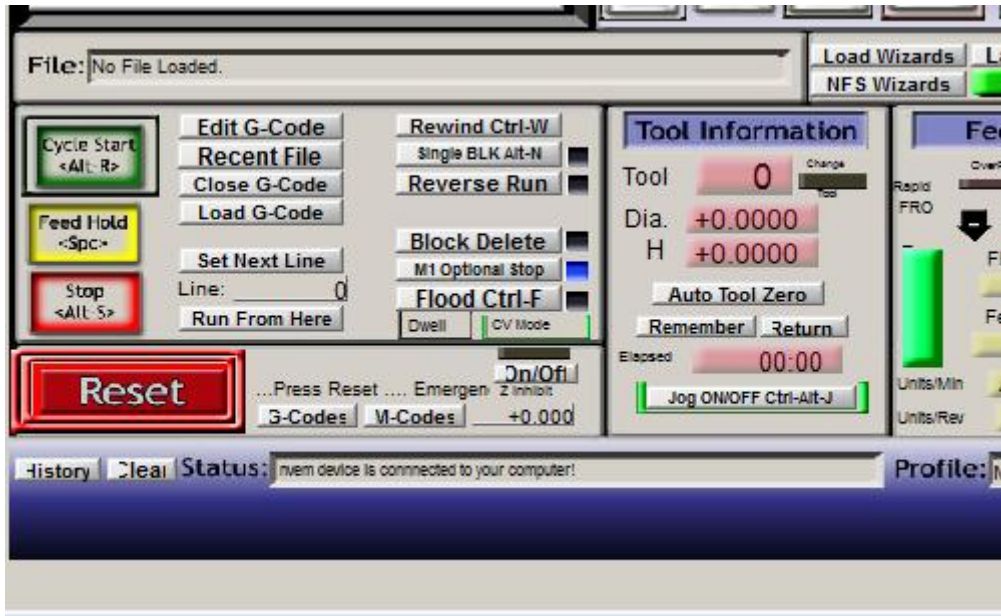 File: No File Loaded.
Load Wizards
NFS Wizards
Cycle Start
<Alt-R>
Feed Hold
<Spc>
Stop
<Alt-S>
Edit G-Code
Recent File
Close G-Code
Load G-Code
Set Next Line
Line: 0
Run From Here
Rewind Ctrl-W
Single BLK Alt-N
Reverse Run
Block Delete
M1 Optional Stop
Flood Ctrl-F
Dwell
CV Mode
Tool Information
Tool 0
Change
Tool
Dia. +0.0000
H +0.0000
Auto Tool Zero
Remember Return
Elapsed 00:00
Jog ON/OFF Ctrl-Alt-J
Rapid
FRO
Units/Min
Units/Rev
Reset
...Press Reset .... Emergen
On/Off
Z Inhibit
G-Codes M-Codes +0.000
History Clear Status: nvem device is connnected to your computer!
Profile: